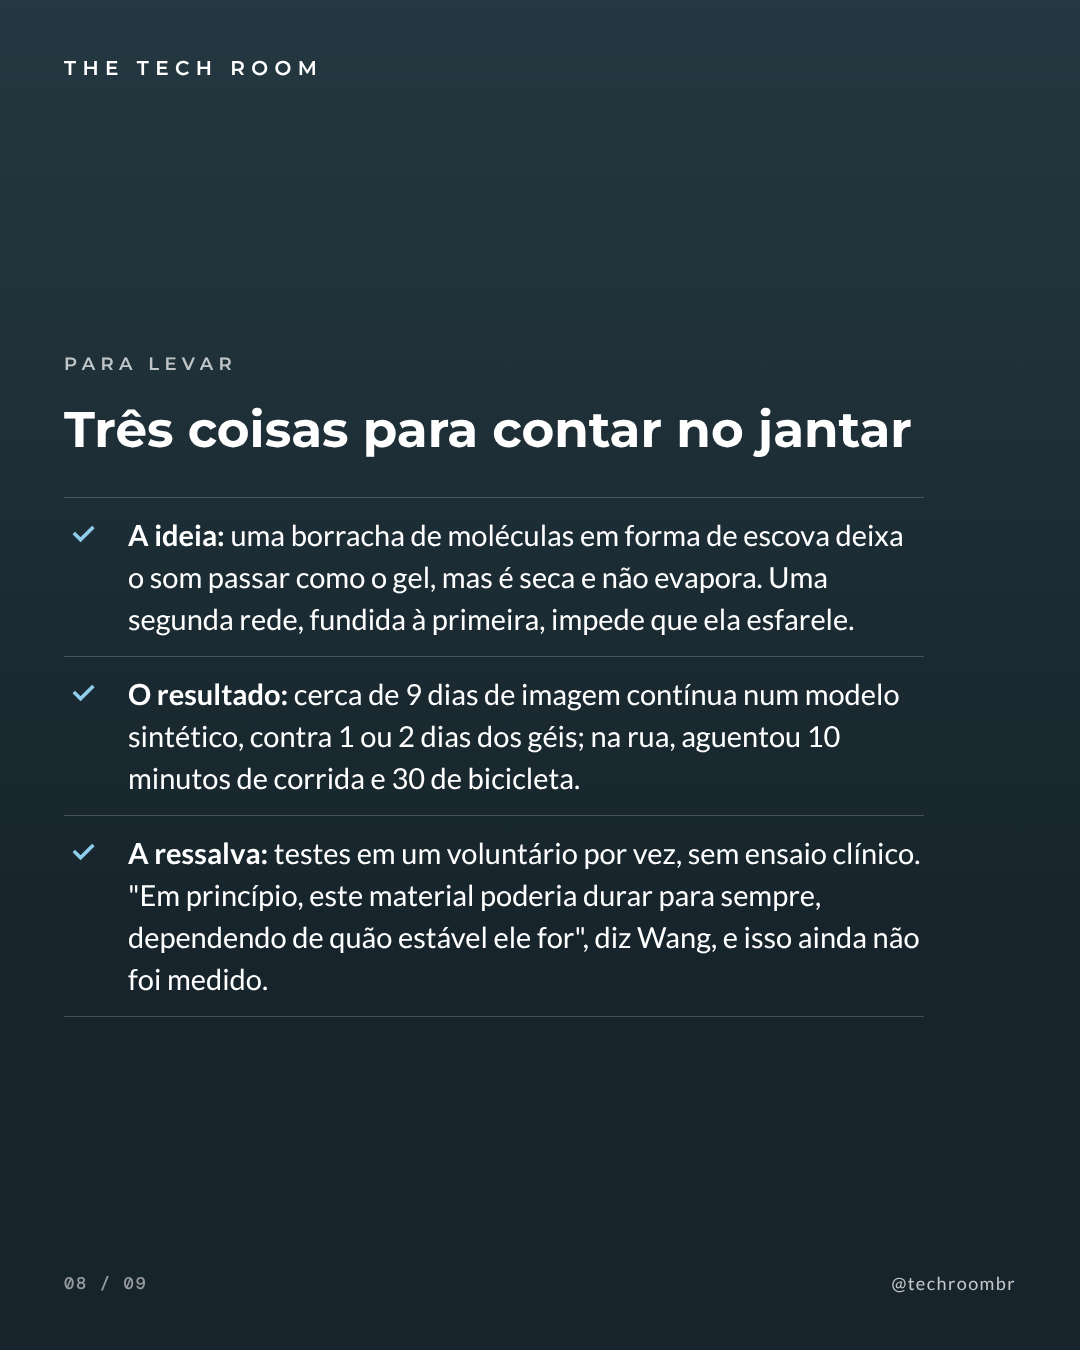 THE TECH ROOM
PARA LEVAR
Três coisas para contar no jantar
A ideia: uma borracha de moléculas em forma de escova deixa
o som passar como o gel, mas é seca e não evapora. Uma
segunda rede, fundida à primeira, impede que ela esfarele.
O resultado: cerca de 9 dias de imagem contínua num modelo
sintético, contra 1 ou 2 dias dos géis; na rua, aguentou 10
minutos de corrida e 30 de bicicleta.
A ressalva: testes em um voluntário por vez, sem ensaio clínico.
"Em princípio, este material poderia durar para sempre,
dependendo de quão estável ele for", diz Wang, e isso ainda não
foi medido.
08 / 09
@techroombr